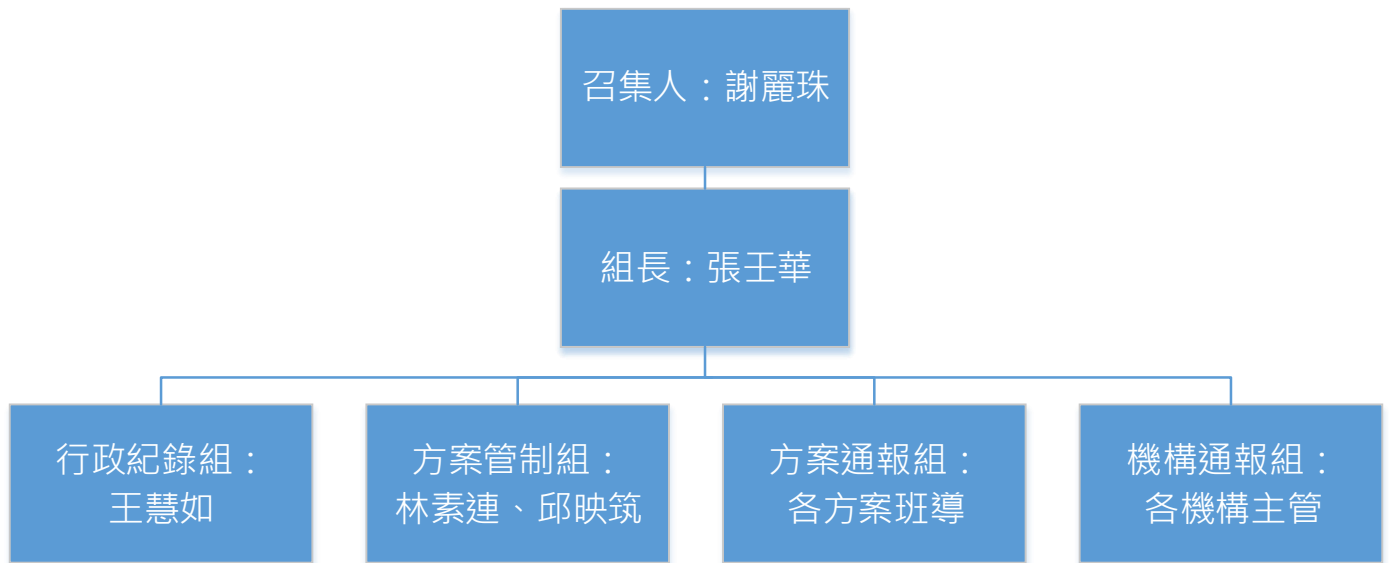 召集人：謝麗珠
組長：張王華
行政紀錄組：
王慧如
方案管制組：
林素連、邱映筑
方案通報組：
各方案班導
機構通報組：
各機構主管